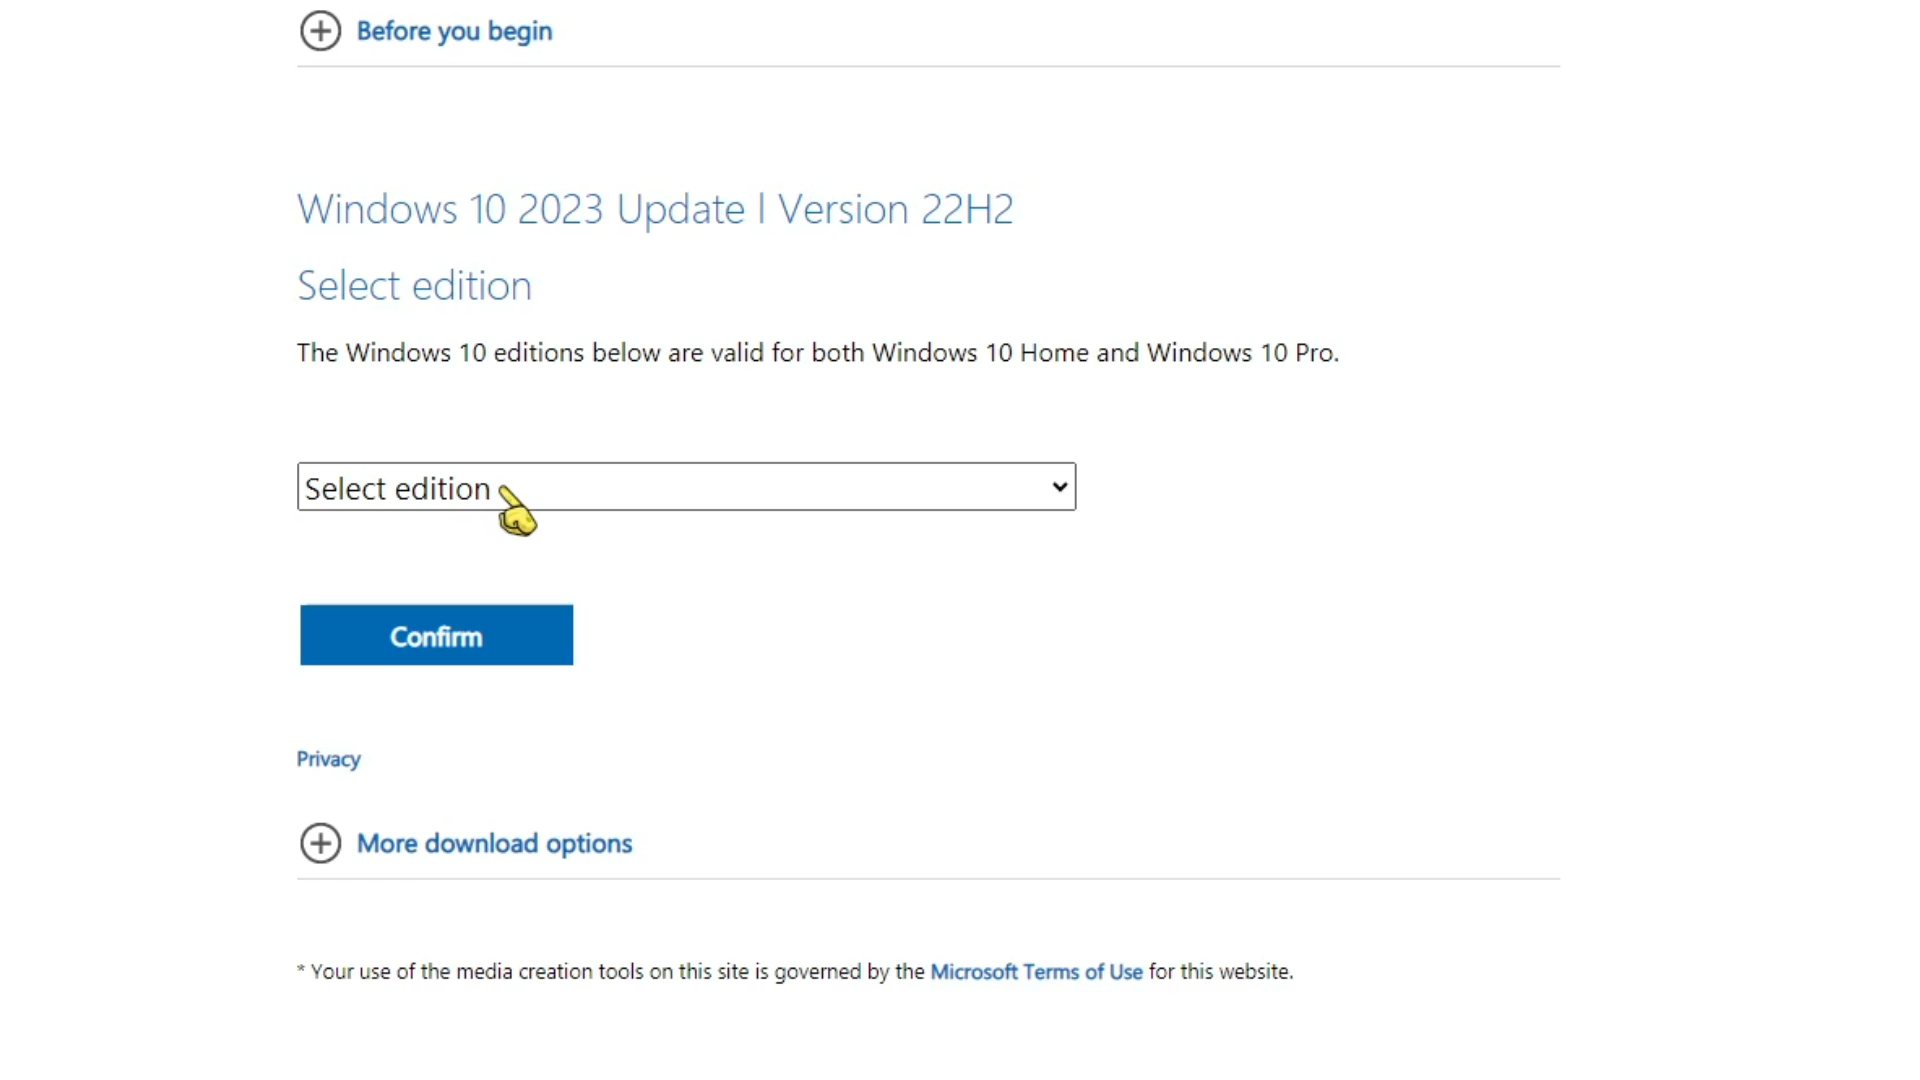 Before you begin
Windows 10 2023 Update l Version 22H2
Select edition
The Windows 10 editions below are valid for both Windows 10 Home and Windows 10 Pro.
Select edition
Confirm
Privacy
More download options
* Your use of the media creation tools on this site is governed by the Microsoft Terms of Use for this website.